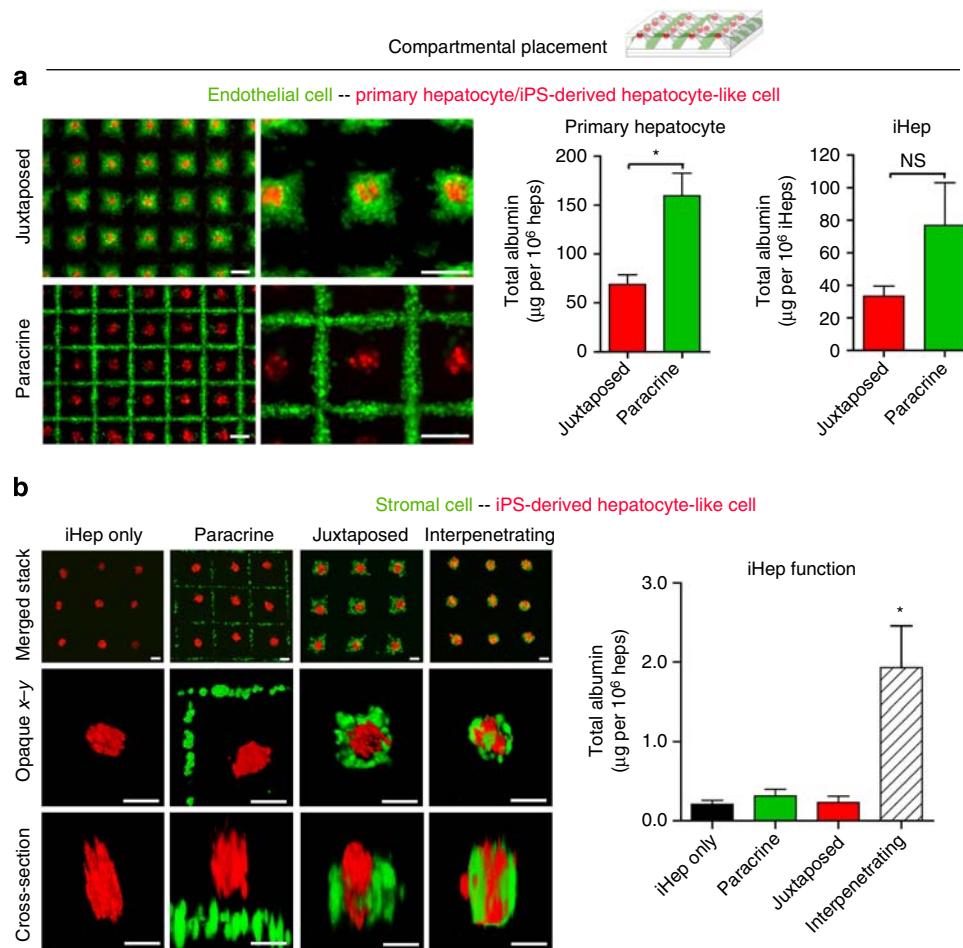 Compartmental placement
a
Endothelial cell -- primary hepatocyte/iPS-derived hepatocyte-like cell
Juxtaposed
Paracrine
Primary hepatocyte
Total albumin
(µg per 10⁶ heps)
200
150
100
50
0
*
Juxtaposed
Paracrine
iHep
Total albumin
(µg per 10⁶ iHeps)
120
100
80
60
40
20
0
NS
Juxtaposed
Paracrine
b
Stromal cell -- iPS-derived hepatocyte-like cell
iHep only Paracrine Juxtaposed Interpenetrating
Merged stack
Opaque x–y
Cross-section
iHep function
Total albumin
(µg per 10⁶ heps)
3.0
2.0
1.0
0.0
*
iHep only
Paracrine
Juxtaposed
Interpenetrating